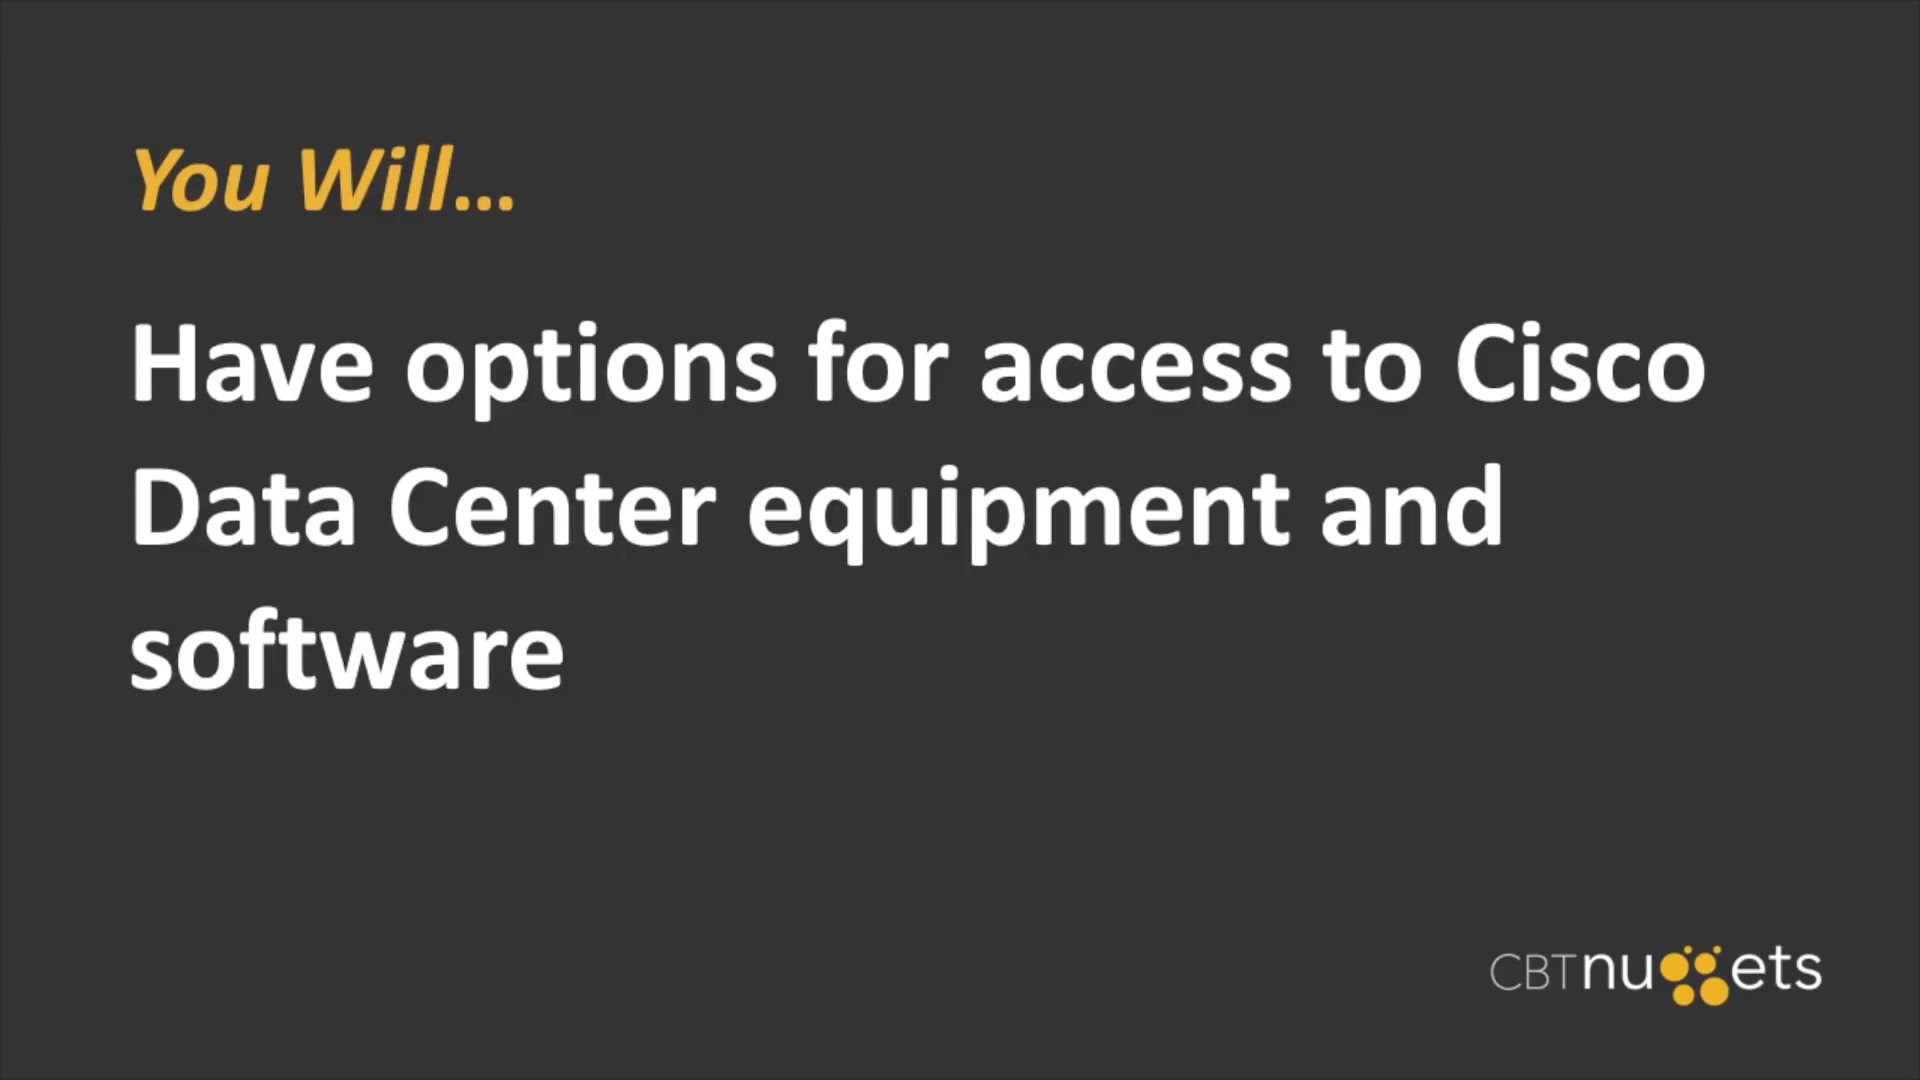 You Will...
Have options for access to Cisco
Data Center equipment and
software
CBTnuggets